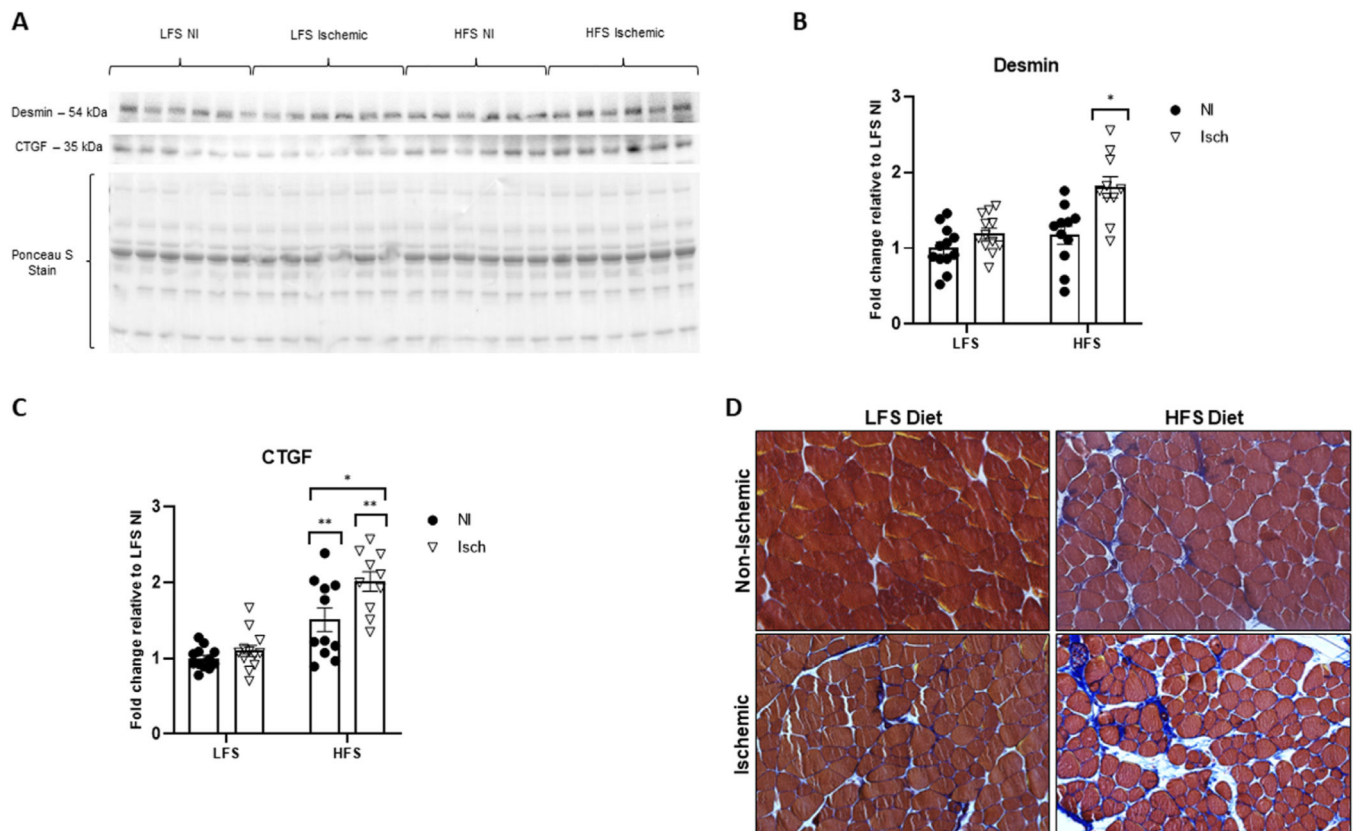 A
LFS NI
LFS Ischemic
HFS NI
HFS Ischemic
Desmin – 54 kDa
CTGF – 35 kDa
Ponceau S
Stain
B
Desmin
Fold change relative to LFS NI
3
2
1
0
*
LFS
HFS
NI
Isch
C
CTGF
Fold change relative to LFS NI
3
2
1
0
*
**
**
LFS
HFS
NI
Isch
D
LFS Diet
HFS Diet
Non-Ischemic
Ischemic